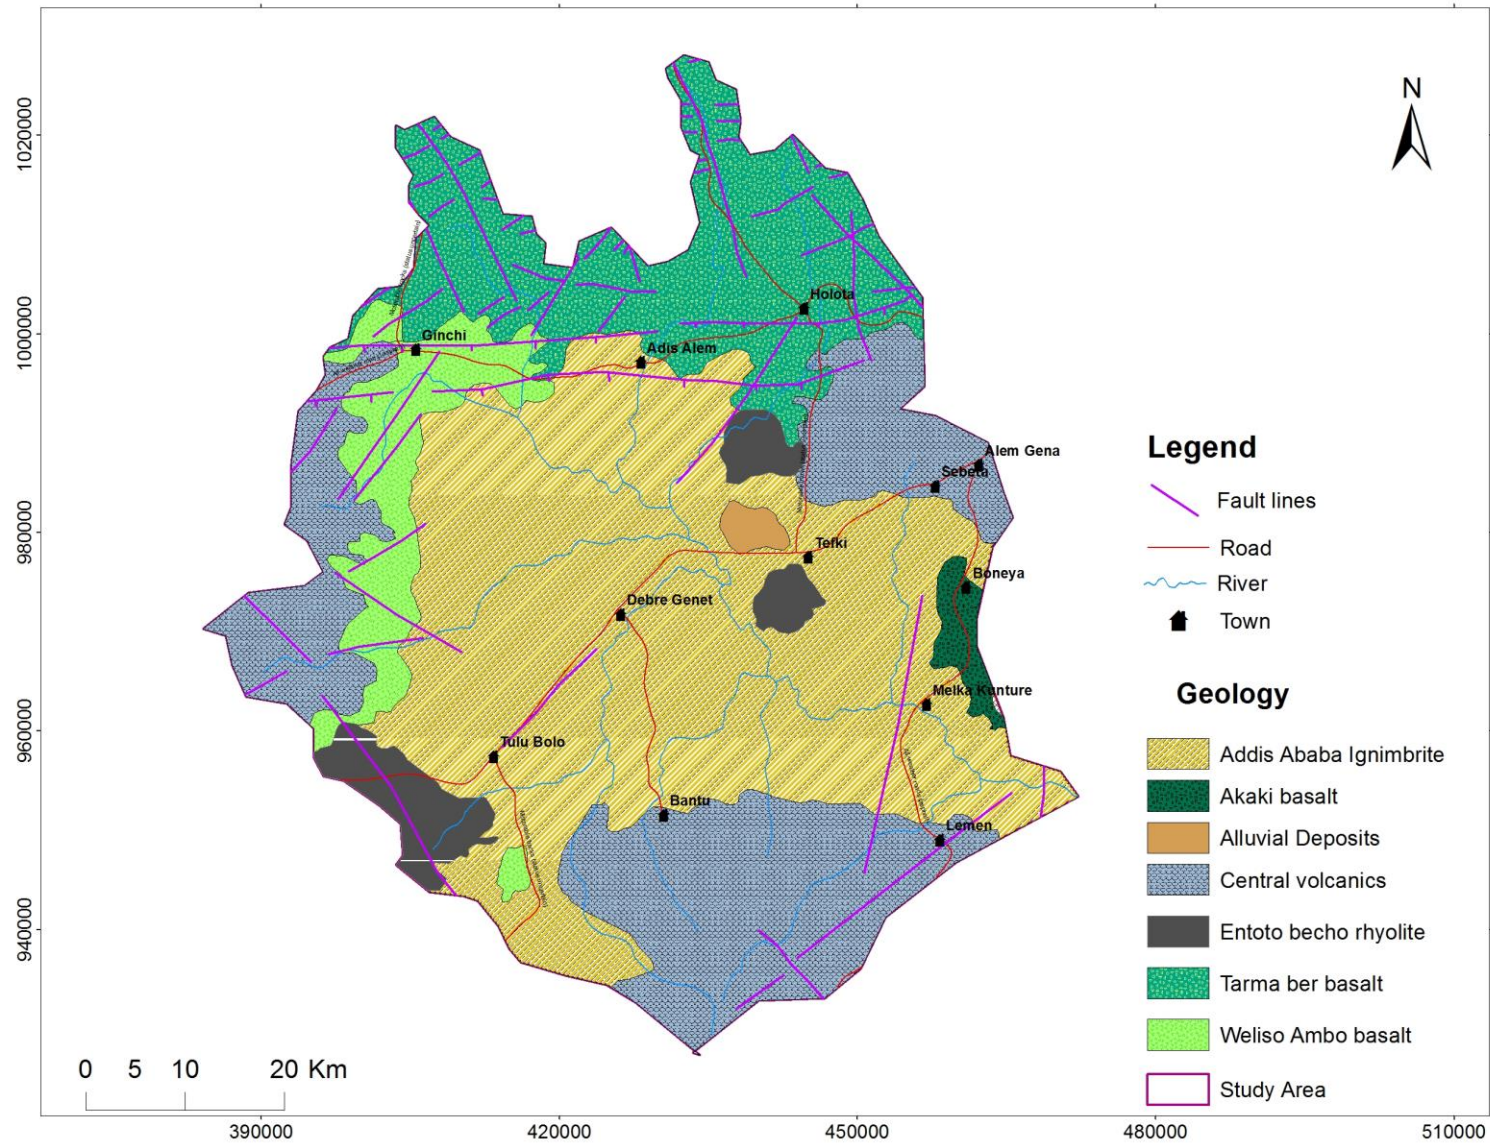 N
1020000
1000000
980000
960000
940000
Holota
Ginchi
Adis Alem
Alem Gena
Sebeta
Tefki
Boneya
Debre Genet
Melka Kunture
Tulu Bolo
Bantu
Lemen
Legend
Fault lines
Road
River
Town
Geology
Addis Ababa Ignimbrite
Akaki basalt
Alluvial Deposits
Central volcanics
Entoto becho rhyolite
Tarma ber basalt
Weliso Ambo basalt
Study Area
0 5 10 20 Km
390000 420000 450000 480000 510000